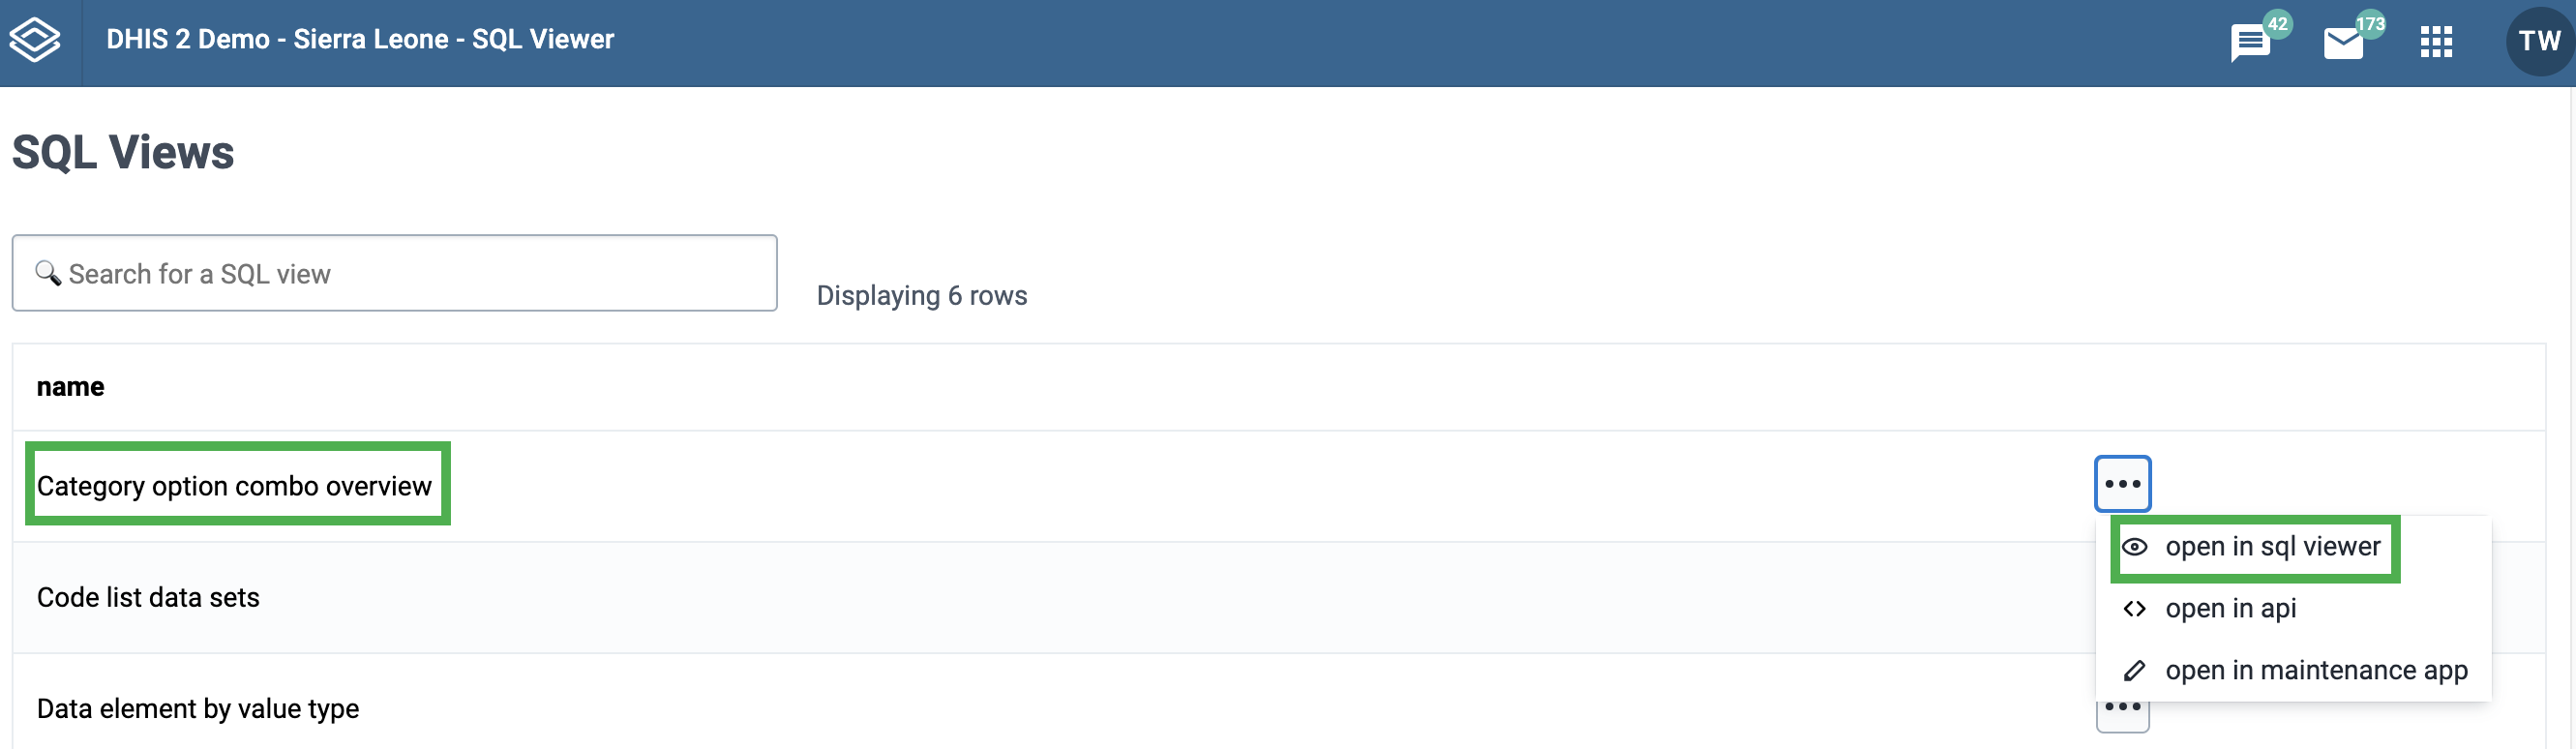 DHIS 2 Demo - Sierra Leone - SQL Viewer
42
173
TW
SQL Views
Search for a SQL view
Displaying 6 rows
name
Category option combo overview
open in sql viewer
Code list data sets
open in api
open in maintenance app
Data element by value type